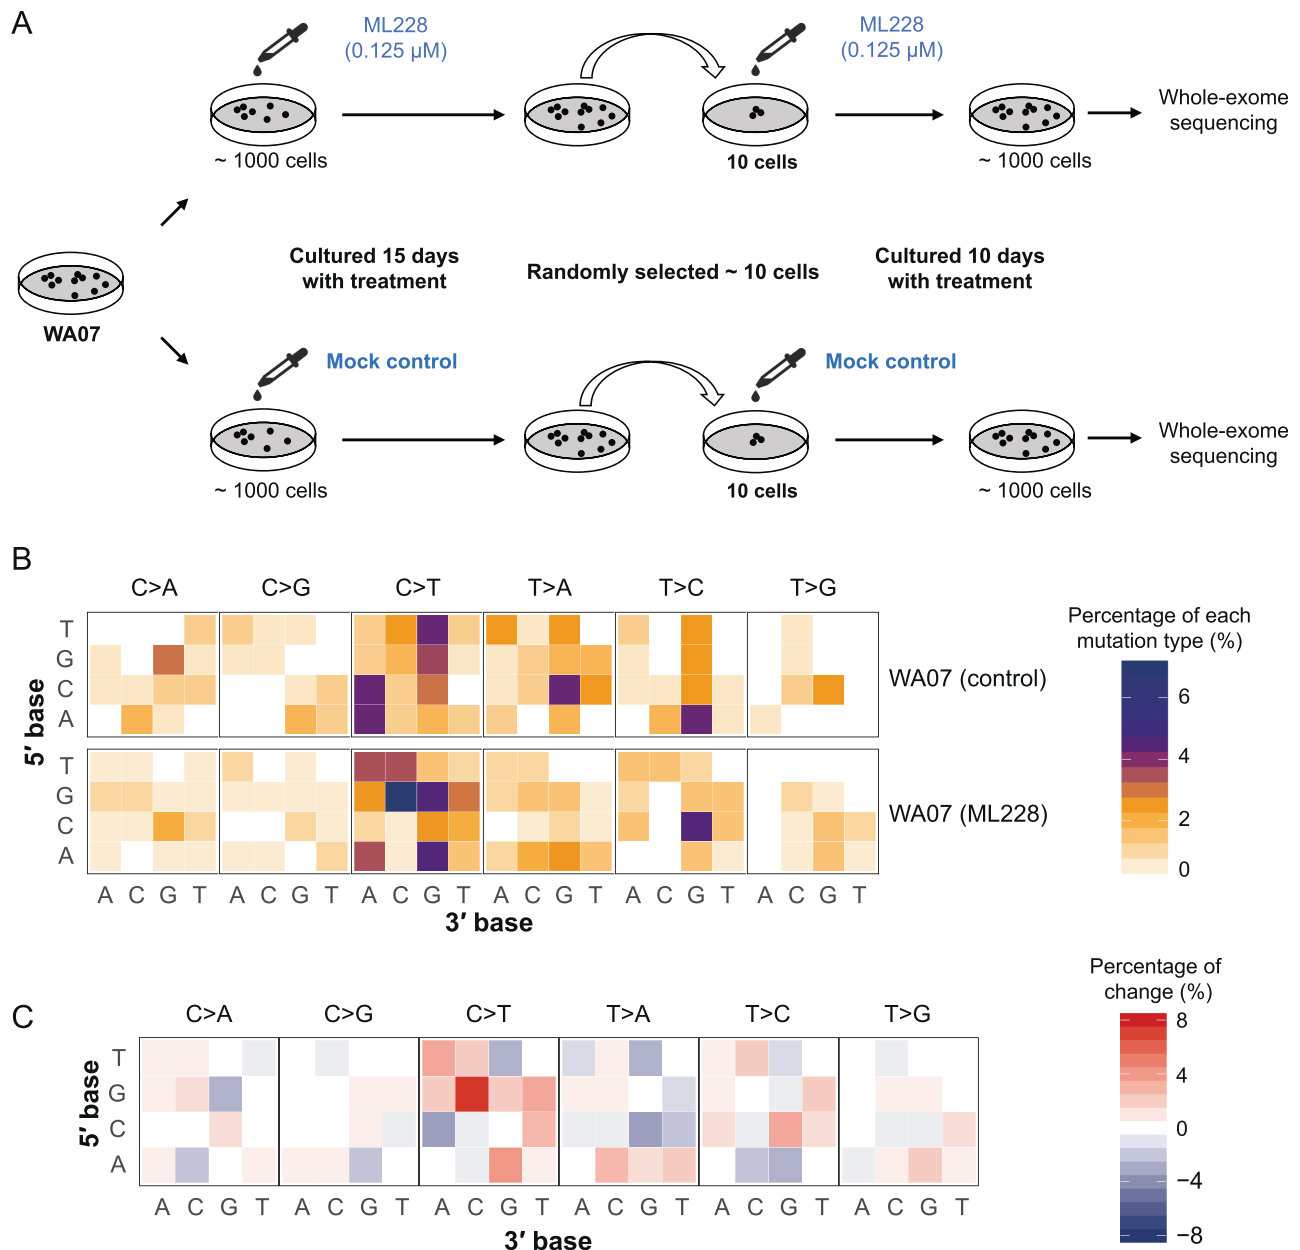 A
ML228
(0.125 µM)
ML228
(0.125 µM)
~ 1000 cells
10 cells
~ 1000 cells
Whole-exome
sequencing
WA07
Cultured 15 days
with treatment
Randomly selected ~ 10 cells
Cultured 10 days
with treatment
Mock control
Mock control
~ 1000 cells
10 cells
~ 1000 cells
Whole-exome
sequencing
B
C>A C>G C>T T>A T>C T>G
5′ base
T
G
C
A
WA07 (control)
T
G
C
A
WA07 (ML228)
A C G T A C G T A C G T A C G T A C G T A C G T
3′ base
Percentage of each
mutation type (%)
6
4
2
0
C
C>A C>G C>T T>A T>C T>G
5′ base
T
G
C
A
A C G T A C G T A C G T A C G T A C G T A C G T
3′ base
Percentage of
change (%)
8
4
0
−4
−8